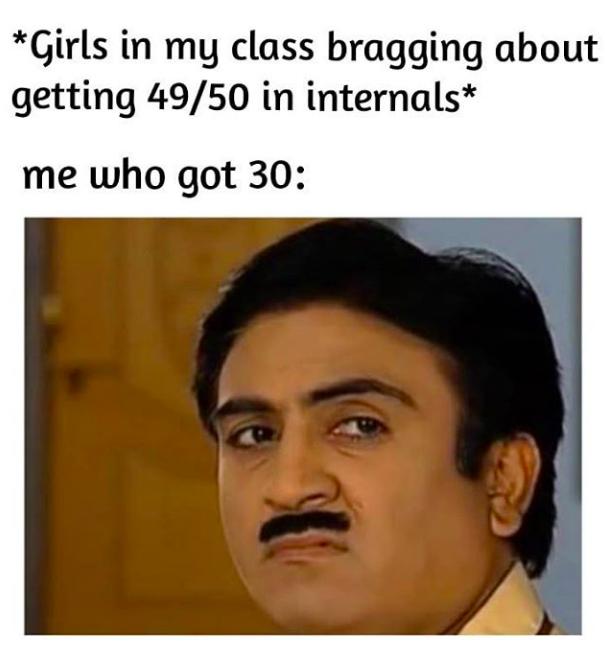 *Girls in my class bragging about
getting 49/50 in internals*
me who got 30: